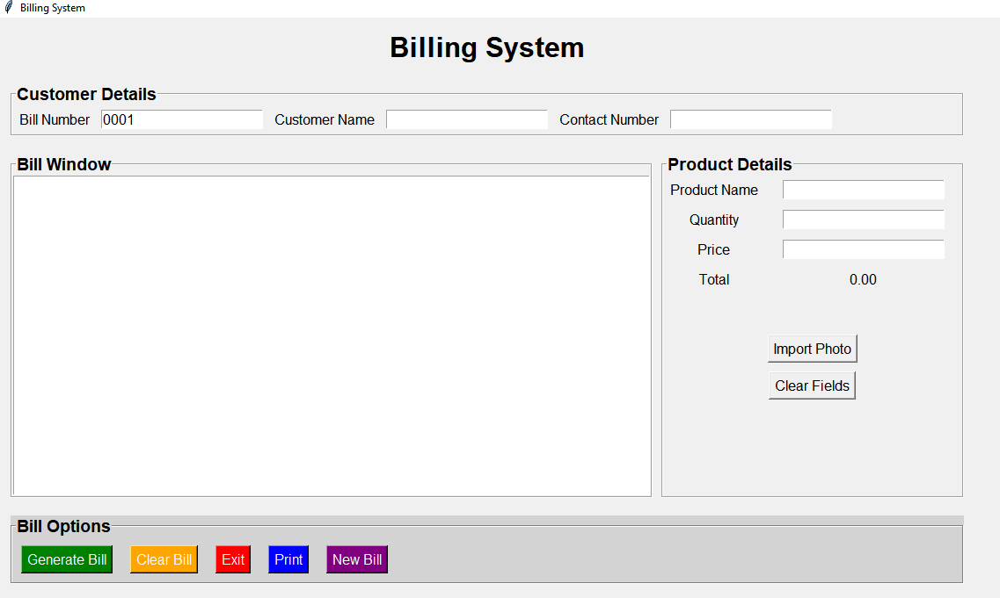 Billing System
Billing System
Customer Details
Bill Number 0001 Customer Name Contact Number
Bill Window
Product Details
Product Name
Quantity
Price
Total 0.00
Import Photo
Clear Fields
Bill Options
Generate Bill Clear Bill Exit Print New Bill